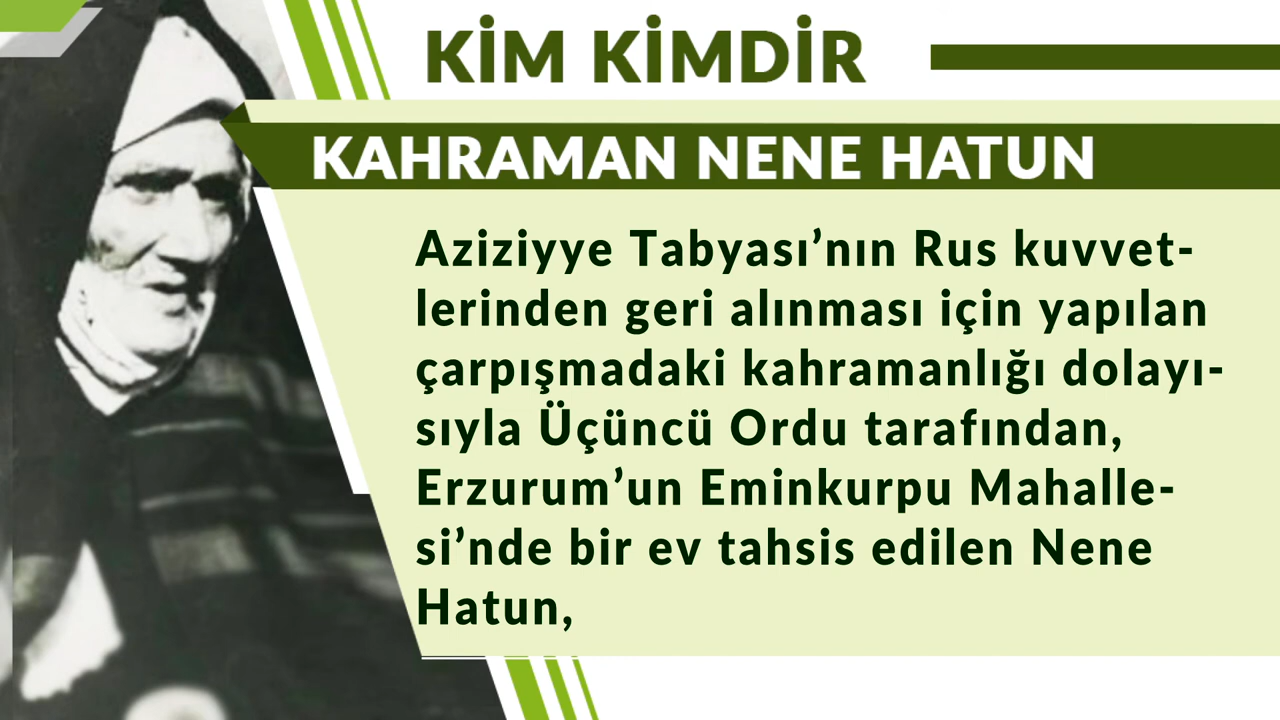 KİM KİMDİR
KAHRAMAN NENE HATUN
Aziziyye Tabyası’nın Rus kuvvet-
lerinden geri alınması için yapılan
çarpışmadaki kahramanlığı dolayı-
sıyla Üçüncü Ordu tarafından,
Erzurum’un Eminkurpu Mahalle-
si’nde bir ev tahsis edilen Nene
Hatun,